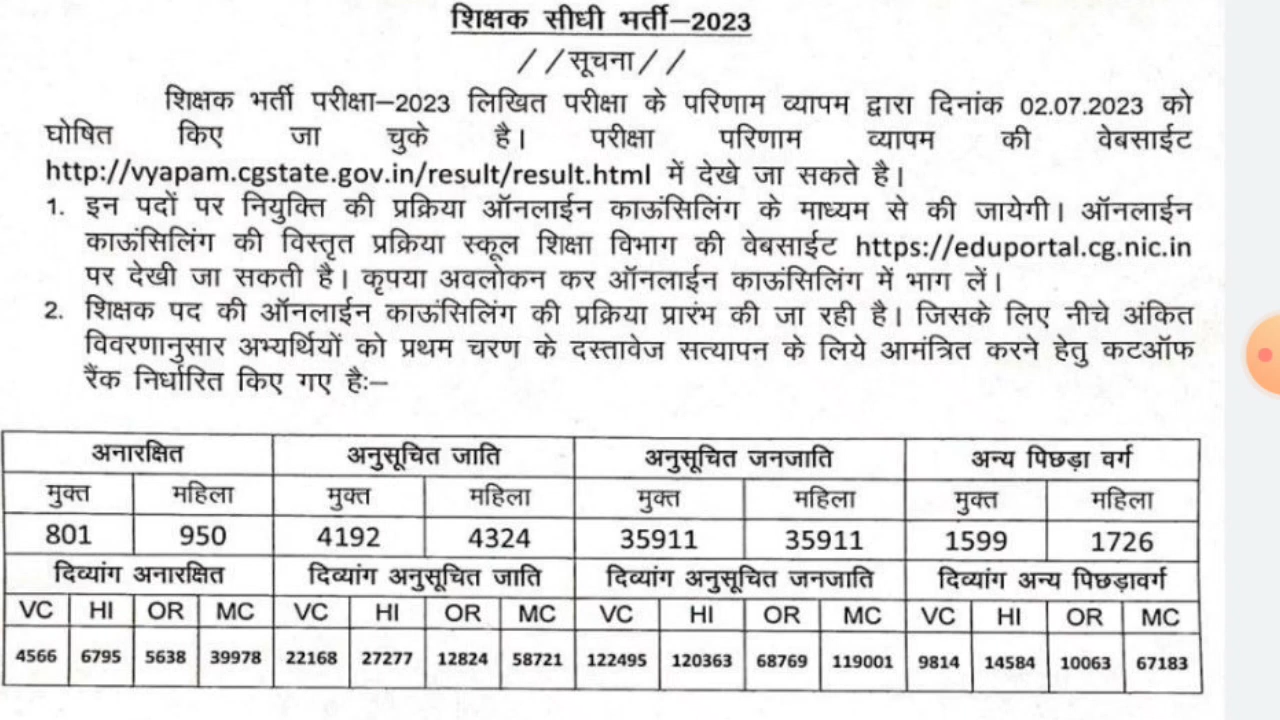 शिक्षक सीधी भर्ती–2023
//सूचना//
शिक्षक भर्ती परीक्षा–2023 लिखित परीक्षा के परिणाम व्यापम द्वारा दिनांक 02.07.2023 को
घोषित किए जा चुके है। परीक्षा परिणाम व्यापम की वेबसाईट
http://vyapam.cgstate.gov.in/result/result.html में देखे जा सकते है।
1. इन पदों पर नियुक्ति की प्रक्रिया ऑनलाईन काऊंसिलिंग के माध्यम से की जायेगी। ऑनलाईन
काऊंसिलिंग की विस्तृत प्रक्रिया स्कूल शिक्षा विभाग की वेबसाईट https://eduportal.cg.nic.in
पर देखी जा सकती है। कृपया अवलोकन कर ऑनलाईन काऊंसिलिंग में भाग लें।
2. शिक्षक पद की ऑनलाईन काऊंसिलिंग की प्रक्रिया प्रारंभ की जा रही है। जिसके लिए नीचे अंकित
विवरणानुसार अभ्यर्थियों को प्रथम चरण के दस्तावेज सत्यापन के लिये आमंत्रित करने हेतु कटऑफ
रैंक निर्धारित किए गए है:–
अनारक्षित अनुसूचित जाति अनुसूचित जनजाति अन्य पिछड़ा वर्ग
मुक्त महिला मुक्त महिला मुक्त महिला मुक्त महिला
801 950 4192 4324 35911 35911 1599 1726
दिव्यांग अनारक्षित दिव्यांग अनुसूचित जाति दिव्यांग अनुसूचित जनजाति दिव्यांग अन्य पिछड़ावर्ग
VC HI OR MC VC HI OR MC VC HI OR MC VC HI OR MC
4566 6795 5638 39978 22168 27277 12824 58721 122495 120363 68769 119001 9814 14584 10063 67183